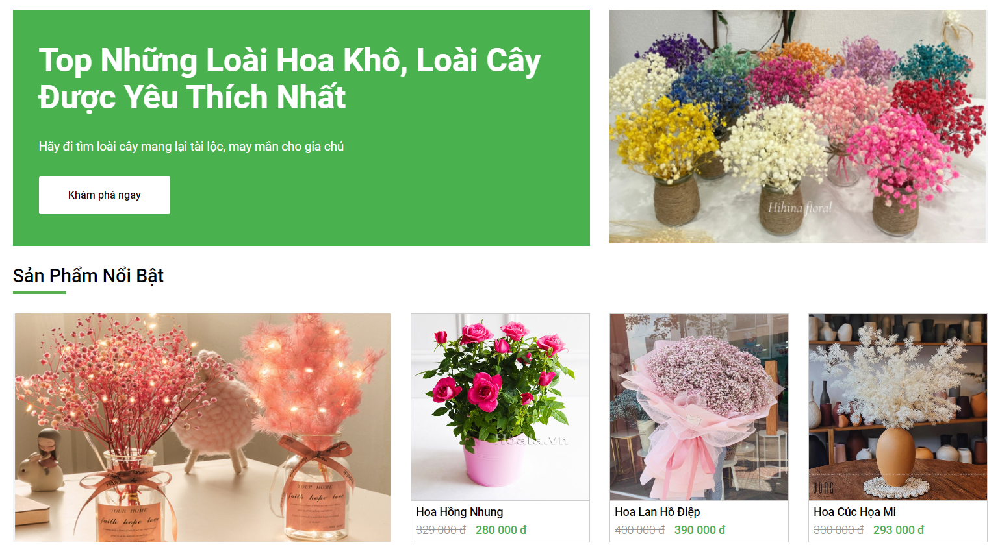 Top Những Loài Hoa Khô, Loài Cây
Được Yêu Thích Nhất
Hãy đi tìm loài cây mang lại tài lộc, may mắn cho gia chủ
Khám phá ngay
Hihina floral
Sản Phẩm Nổi Bật
YOUR HOME
faith hope love
YOUR HOME
faith hope love
Hoala.vn
Hoa Hồng Nhung
329 000 đ 280 000 đ
Hoa Lan Hồ Điệp
400 000 đ 390 000 đ
Hoa Cúc Họa Mi
300 000 đ 293 000 đ